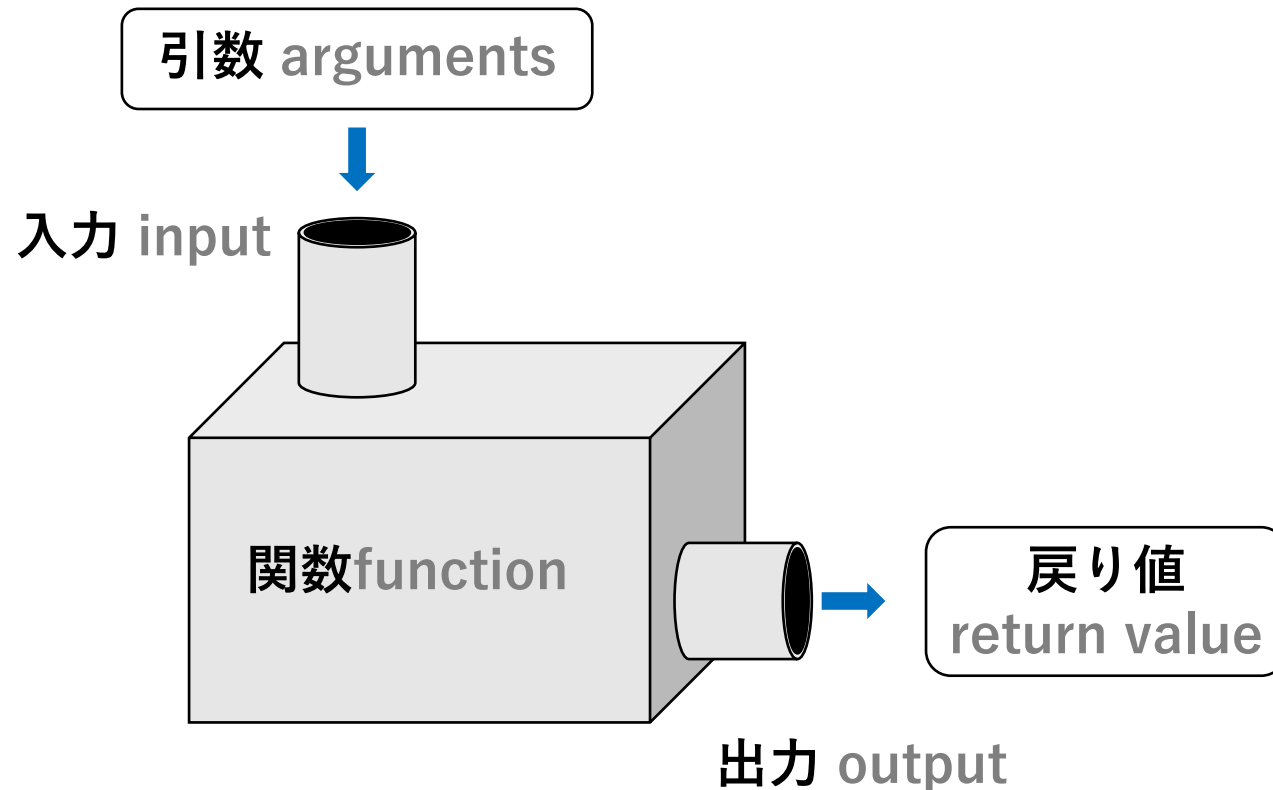 引数 arguments
入力 input
関数function
戻り値
return value
出力 output